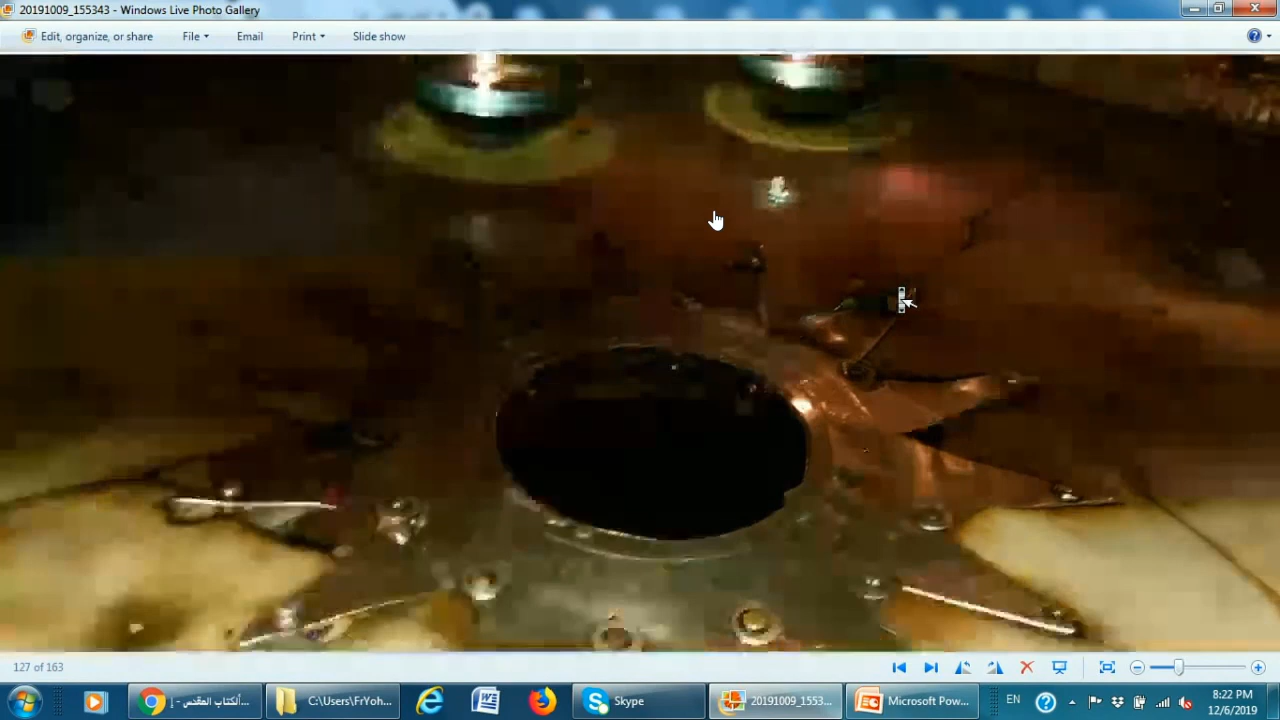 20191009_155343 - Windows Live Photo Gallery
Edit, organize, or share File Email Print Slide show
127 of 163
ألكتاب المقدس - إ...
C:\Users\FrYoh...
Skype
20191009_1553...
Microsoft Pow...
EN
8:22 PM
12/6/2019